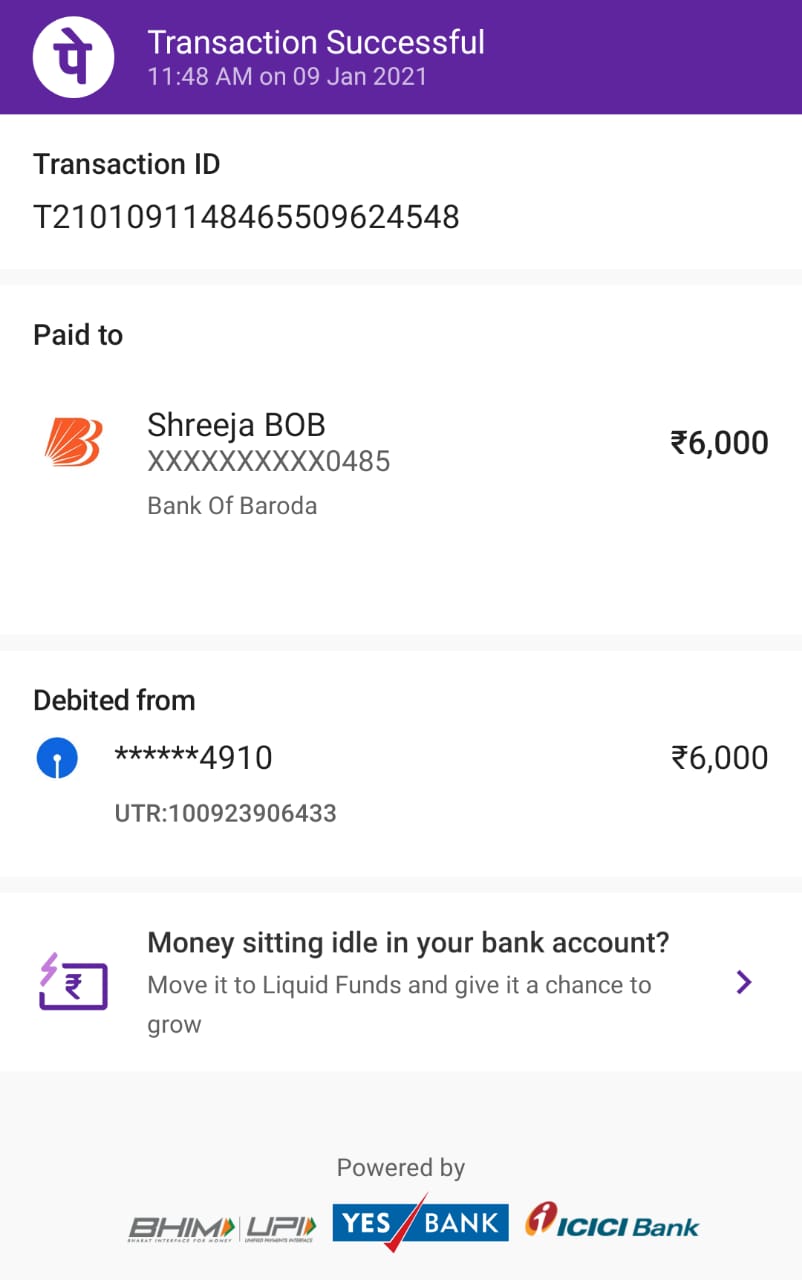 पे
Transaction Successful
11:48 AM on 09 Jan 2021
Transaction ID
T2101091148465509624548
Paid to
Shreeja BOB
XXXXXXXXXX0485
₹6,000
Bank Of Baroda
Debited from
******4910
₹6,000
UTR:100923906433
Money sitting idle in your bank account?
Move it to Liquid Funds and give it a chance to
grow
₹
Powered by
BHIM UPI YES BANK ICICI Bank
BHARAT INTERFACE FOR MONEY UNIFIED PAYMENTS INTERFACE